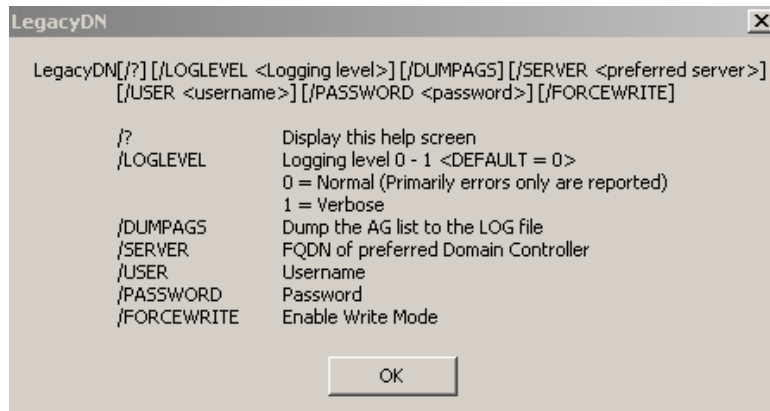 LegacyDN
LegacyDN[/?] [/LOGLEVEL <Logging level>] [/DUMPAGS] [/SERVER <preferred server>]
[/USER <username>] [/PASSWORD <password>] [/FORCEWRITE]
/? Display this help screen
/LOGLEVEL Logging level 0 - 1 <DEFAULT = 0>
0 = Normal (Primarily errors only are reported)
1 = Verbose
/DUMPAGS Dump the AG list to the LOG file
/SERVER FQDN of preferred Domain Controller
/USER Username
/PASSWORD Password
/FORCEWRITE Enable Write Mode
OK